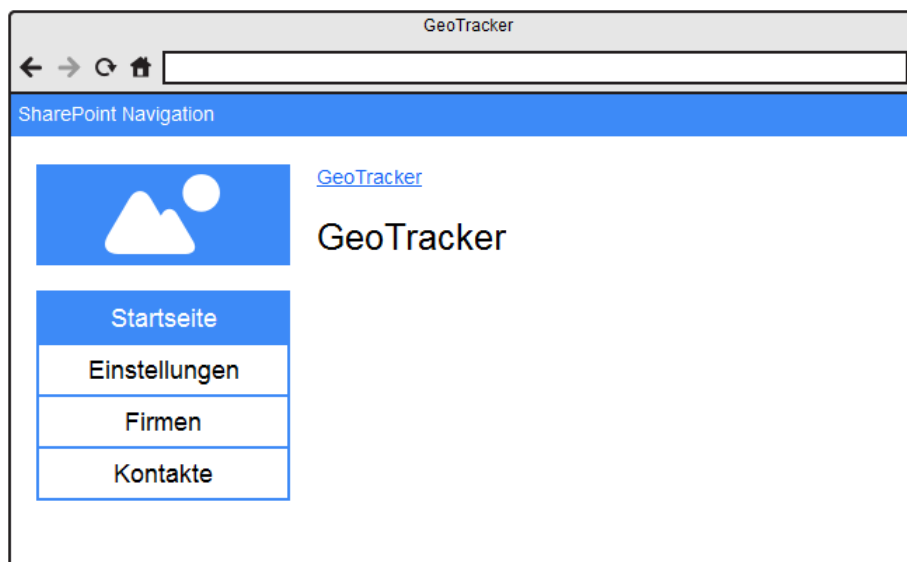 GeoTracker
SharePoint Navigation
GeoTracker
GeoTracker
Startseite
Einstellungen
Firmen
Kontakte